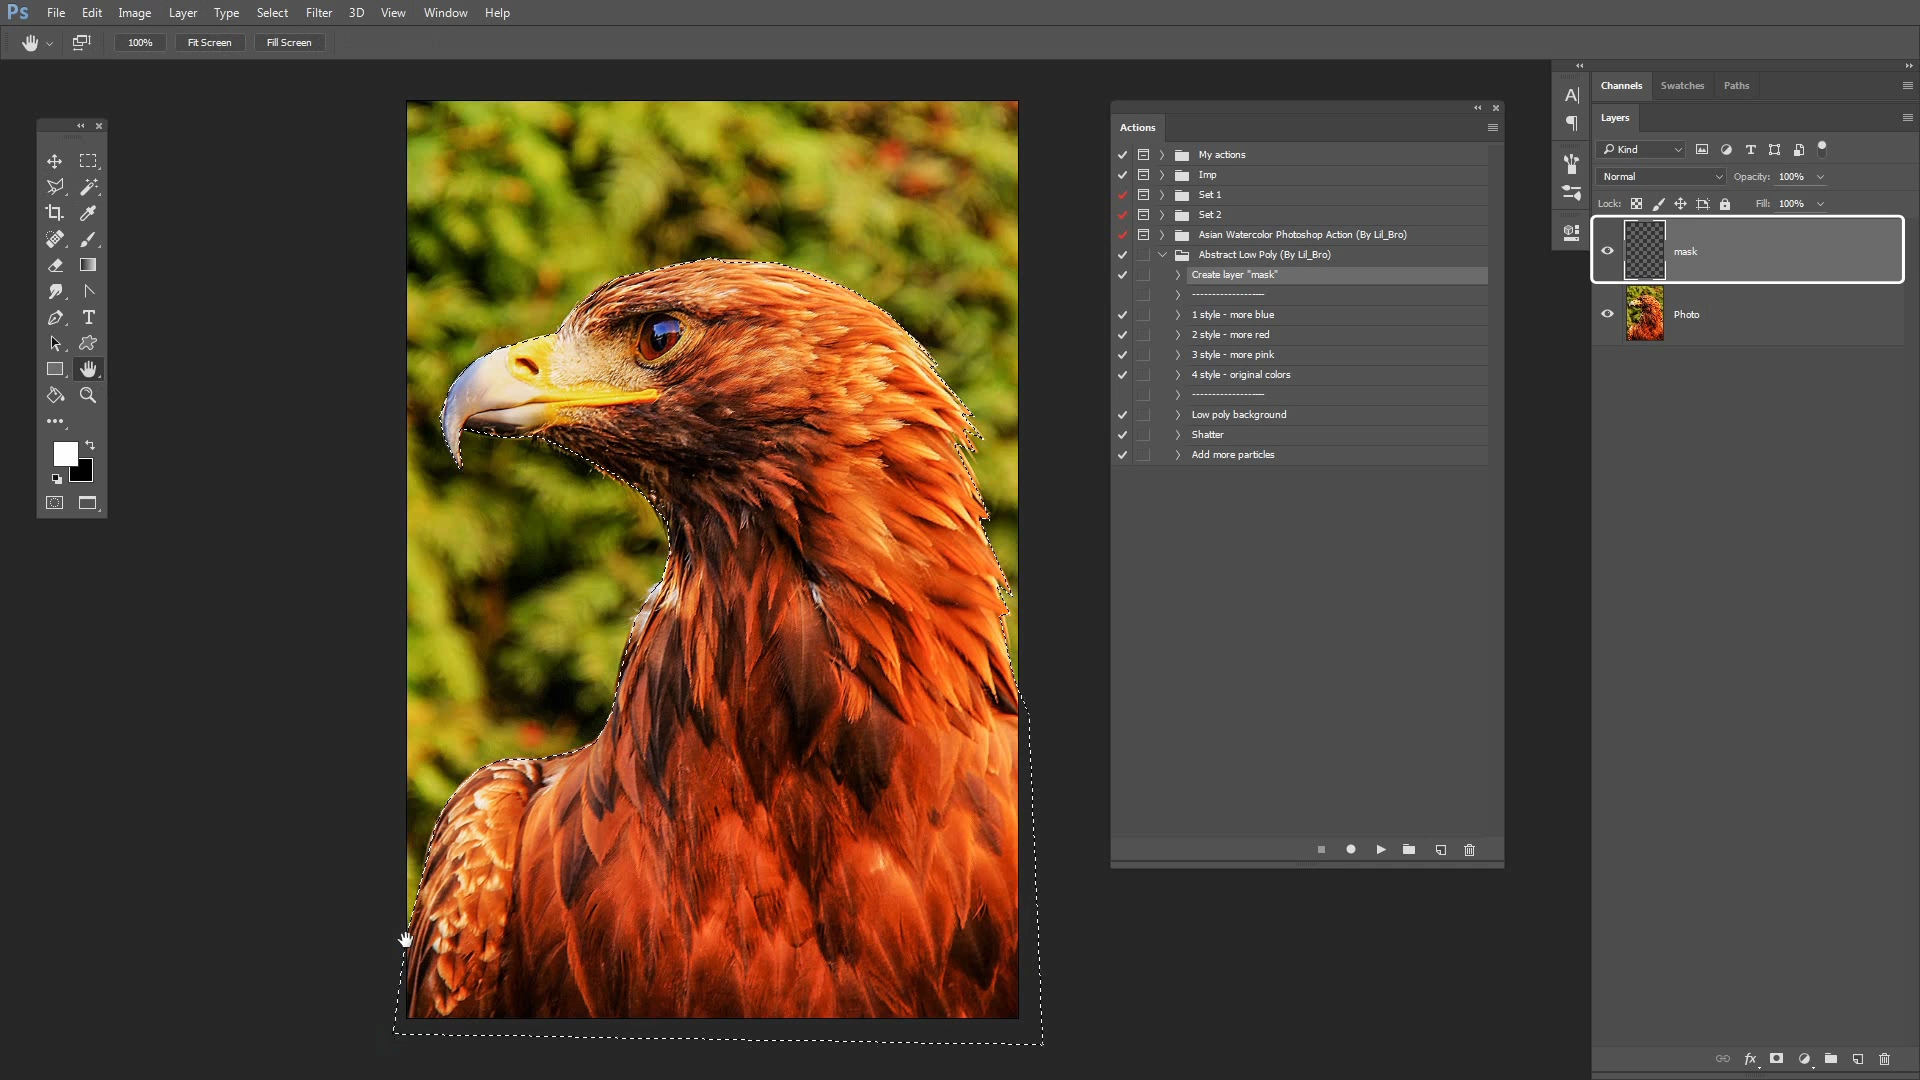 Ps File Edit Image Layer Type Select Filter 3D View Window Help
100% Fit Screen Fill Screen
Actions
My actions
Imp
Set 1
Set 2
Asian Watercolor Photoshop Action (By Lil_Bro)
Abstract Low Poly (By Lil_Bro)
Create layer "mask"
--------------------
1 style - more blue
2 style - more red
3 style - more pink
4 style - original colors
--------------------
Low poly background
Shatter
Add more particles
Channels Swatches Paths
Layers
Kind
Normal Opacity: 100%
Lock: Fill: 100%
mask
Photo